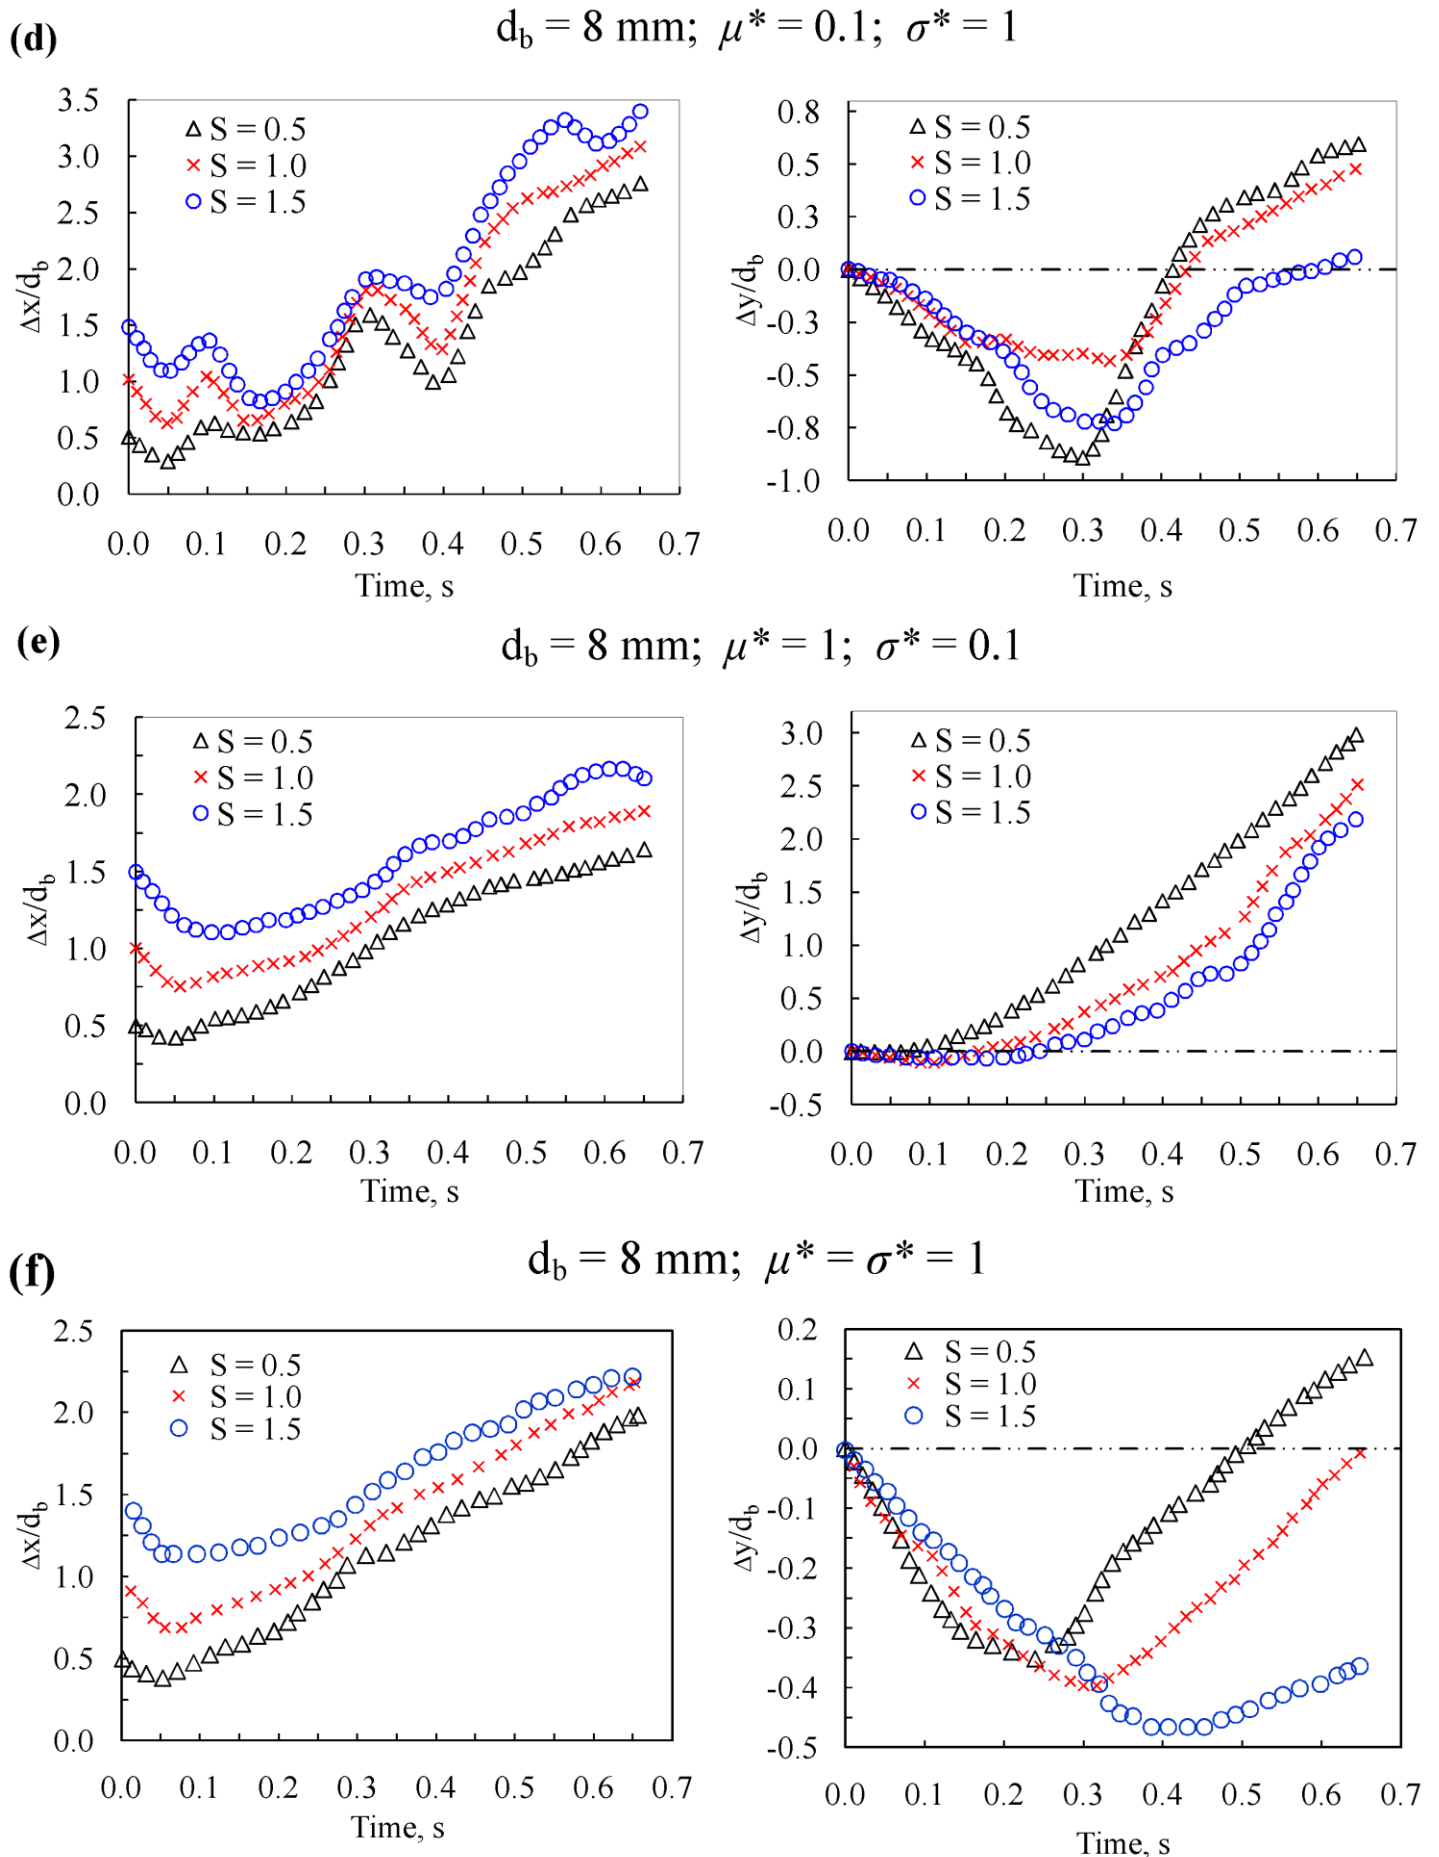 (d)
d_b = 8 mm; μ* = 0.1; σ* = 1
3.5
3.0
2.5
2.0
1.5
1.0
0.5
0.0
Δx/d_b
S = 0.5
S = 1.0
S = 1.5
0.0 0.1 0.2 0.3 0.4 0.5 0.6 0.7
Time, s
0.8
0.5
0.3
0.0
-0.3
-0.5
-0.8
-1.0
Δy/d_b
S = 0.5
S = 1.0
S = 1.5
0.0 0.1 0.2 0.3 0.4 0.5 0.6 0.7
Time, s
(e)
d_b = 8 mm; μ* = 1; σ* = 0.1
2.5
2.0
1.5
1.0
0.5
0.0
Δx/d_b
S = 0.5
S = 1.0
S = 1.5
0.0 0.1 0.2 0.3 0.4 0.5 0.6 0.7
Time, s
3.0
2.5
2.0
1.5
1.0
0.5
0.0
-0.5
Δy/d_b
S = 0.5
S = 1.0
S = 1.5
0.0 0.1 0.2 0.3 0.4 0.5 0.6 0.7
Time, s
(f)
d_b = 8 mm; μ* = σ* = 1
2.5
2.0
1.5
1.0
0.5
0.0
Δx/d_b
S = 0.5
S = 1.0
S = 1.5
0.0 0.1 0.2 0.3 0.4 0.5 0.6 0.7
Time, s
0.2
0.1
0.0
-0.1
-0.2
-0.3
-0.4
-0.5
Δy/d_b
S = 0.5
S = 1.0
S = 1.5
0.0 0.1 0.2 0.3 0.4 0.5 0.6 0.7
Time, s